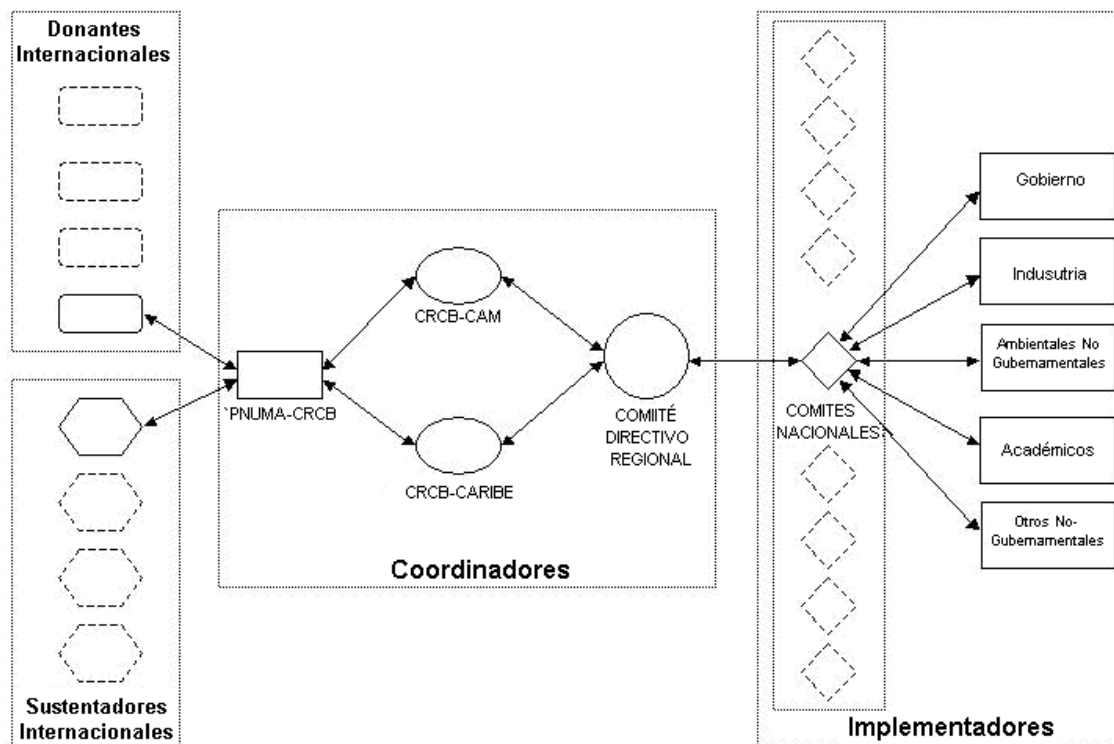 Donantes
Internacionales
Sustentadores
Internacionales
`PNUMA-CRCB
CRCB-CAM
CRCB-CARIBE
COMIITÉ
DIRECTIVO
REGIONAL
Coordinadores
COMITES
NACIONALES
Gobierno
Indusutria
Ambientales No
Gubernamentales
Académicos
Otros No-
Gubernamentales
Implementadores